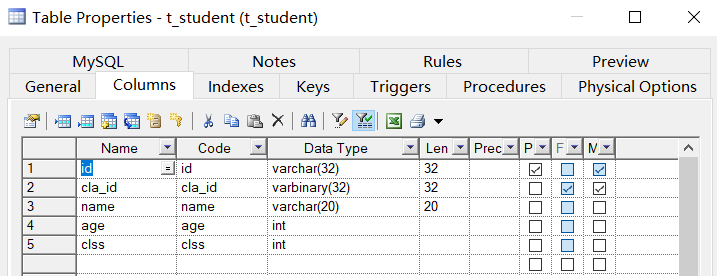 Table Properties - t_student (t_student)
MySQL Notes Rules Preview
General Columns Indexes Keys Triggers Procedures Physical Options
Name Code Data Type Len Prec P F M
1 id = id varchar(32) 32
2 cla_id cla_id varbinary(32) 32
3 name name varchar(20) 20
4 age age int
5 clss clss int